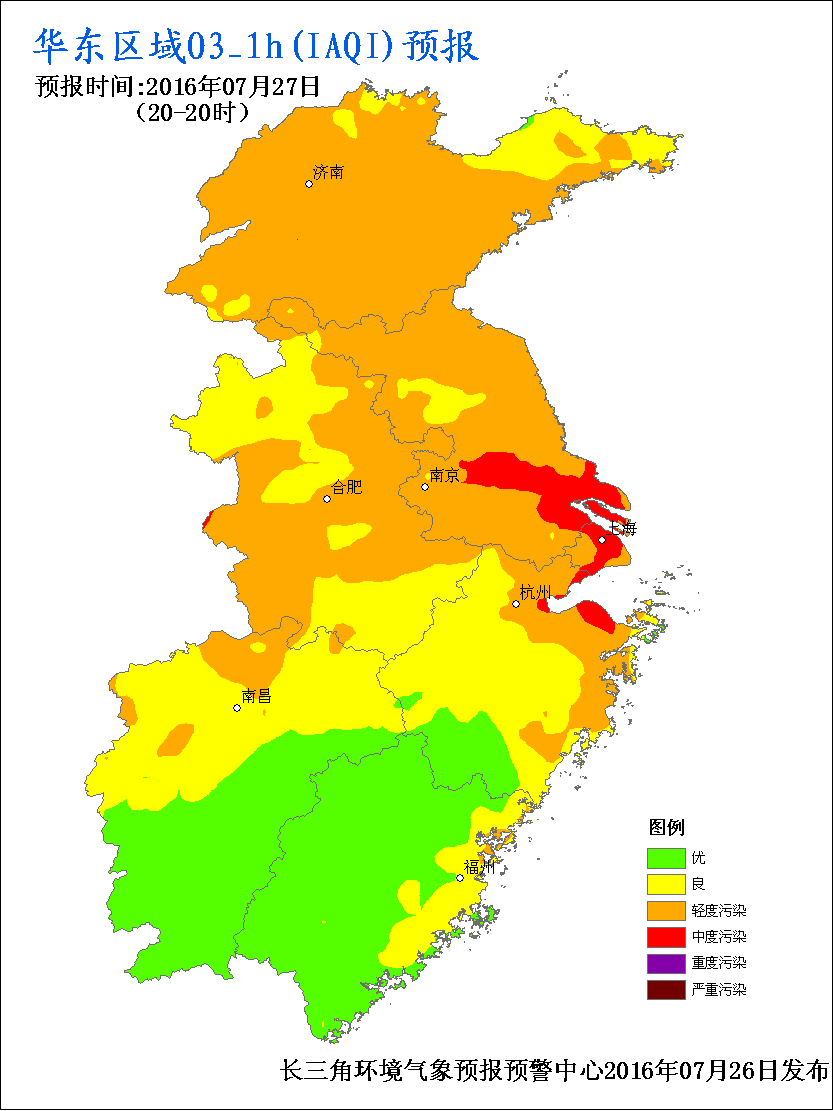 华东区域O3_1h(IAQI)预报
预报时间:2016年07月27日
（20-20时）
济南
南京
合肥
上海
杭州
南昌
福州
图例
优
良
轻度污染
中度污染
重度污染
严重污染
长三角环境气象预报预警中心2016年07月26日发布